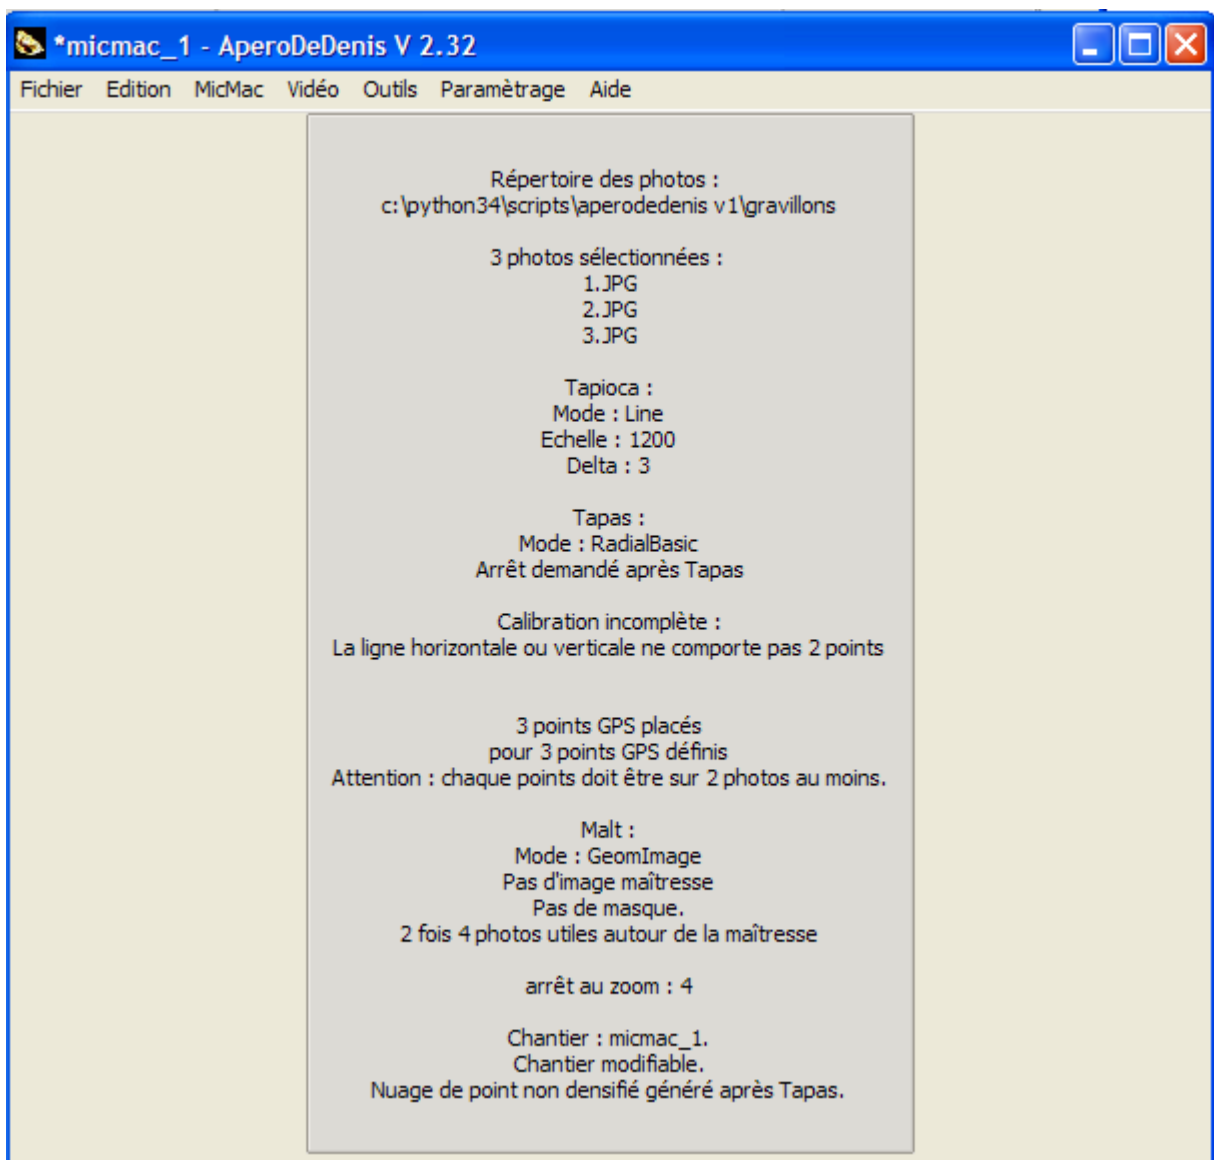 *micmac_1 - AperoDeDenis V 2.32
Fichier Edition MicMac Vidéo Outils Paramètrage Aide
Répertoire des photos :
c:\python34\scripts\aperodedenis v1\gravillons
3 photos sélectionnées :
1.JPG
2.JPG
3.JPG
Tapioca :
Mode : Line
Echelle : 1200
Delta : 3
Tapas :
Mode : RadialBasic
Arrêt demandé après Tapas
Calibration incomplète :
La ligne horizontale ou verticale ne comporte pas 2 points
3 points GPS placés
pour 3 points GPS définis
Attention : chaque points doit être sur 2 photos au moins.
Malt :
Mode : GeomImage
Pas d'image maîtresse
Pas de masque.
2 fois 4 photos utiles autour de la maîtresse
arrêt au zoom : 4
Chantier : micmac_1.
Chantier modifiable.
Nuage de point non densifié généré après Tapas.